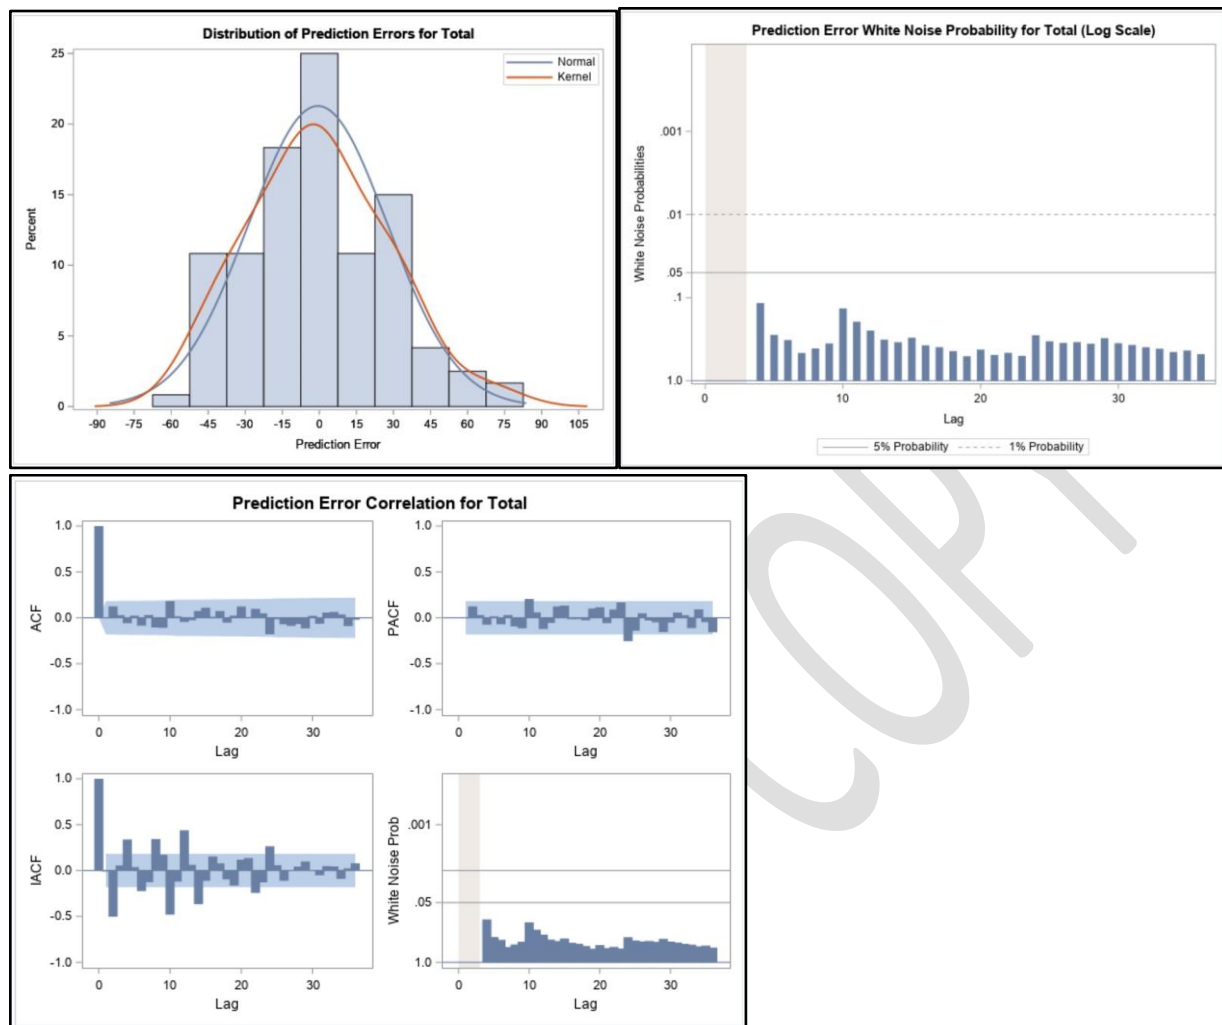 Distribution of Prediction Errors for Total
25
20
15
10
5
0
Percent
Normal
Kernel
-90 -75 -60 -45 -30 -15 0 15 30 45 60 75 90 105
Prediction Error
Prediction Error White Noise Probability for Total (Log Scale)
.001
.01
.05
.1
1.0
White Noise Probabilities
0 10 20 30
Lag
5% Probability 1% Probability
Prediction Error Correlation for Total
1.0
0.5
0.0
-0.5
-1.0
ACF
0 10 20 30
Lag
1.0
0.5
0.0
-0.5
-1.0
PACF
0 10 20 30
Lag
1.0
0.5
0.0
-0.5
-1.0
IACF
0 10 20 30
Lag
.001
.05
1.0
White Noise Prob
0 10 20 30
Lag
COPY